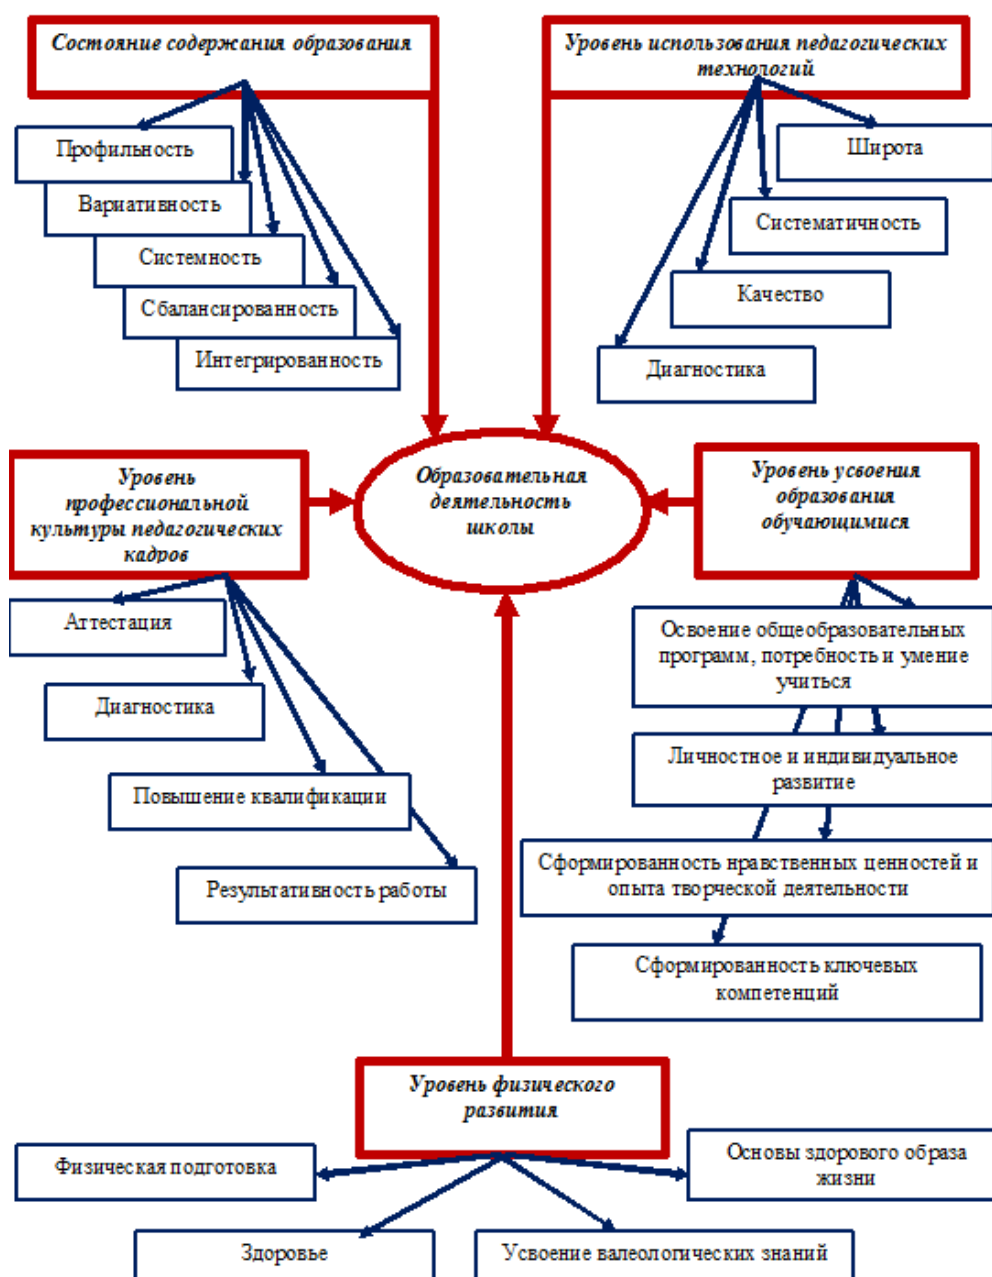 Состояние содержания образования
Уровень использования педагогических
технологий
Профильность
Вариативность
Системность
Сбалансированность
Интегрированность
Широта
Систематичность
Качество
Диагностика
Образовательная
деятельность
школы
Уровень
профессиональной
культуры педагогических
кадров
Уровень усвоения
образования
обучающимися
Аттестация
Диагностика
Повышение квалификации
Результативность работы
Освоение общеобразовательных
программ, потребность и умение
учиться
Личностное и индивидуальное
развитие
Сформированность нравственных ценностей и
опыта творческой деятельности
Сформированность ключевых
компетенций
Уровень физического
развития
Физическая подготовка
Основы здорового образа
жизни
Здоровье
Усвоение валеологических знаний